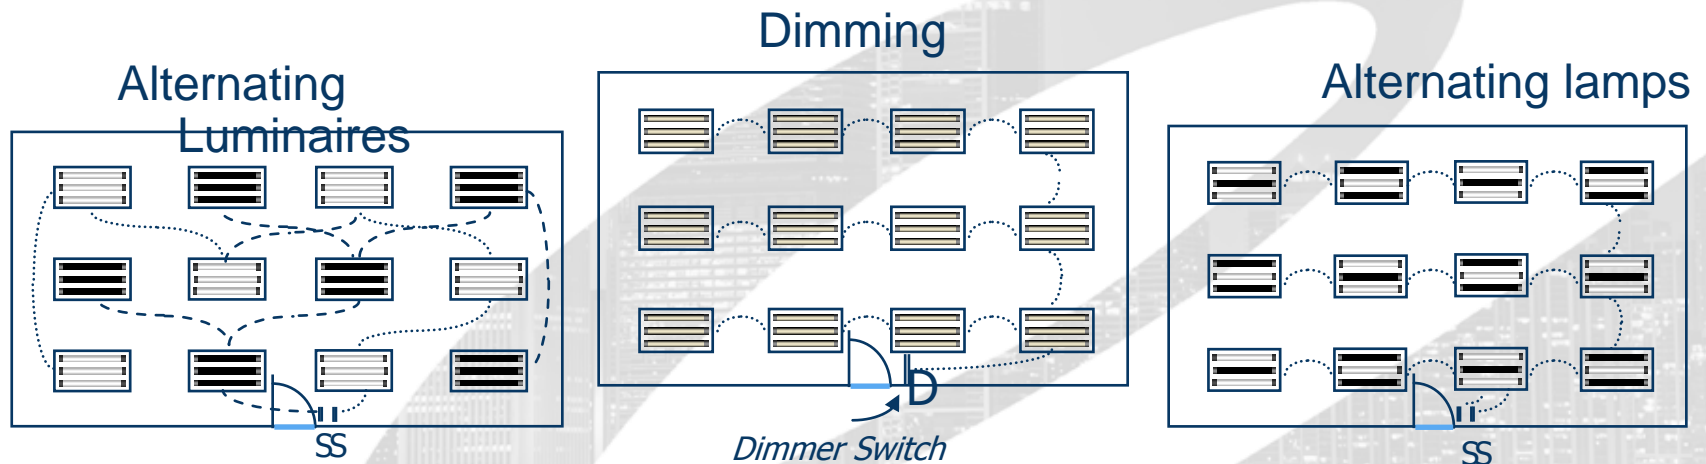 Alternating
Luminaires
SS
Dimming
D
Dimmer Switch
Alternating lamps
SS